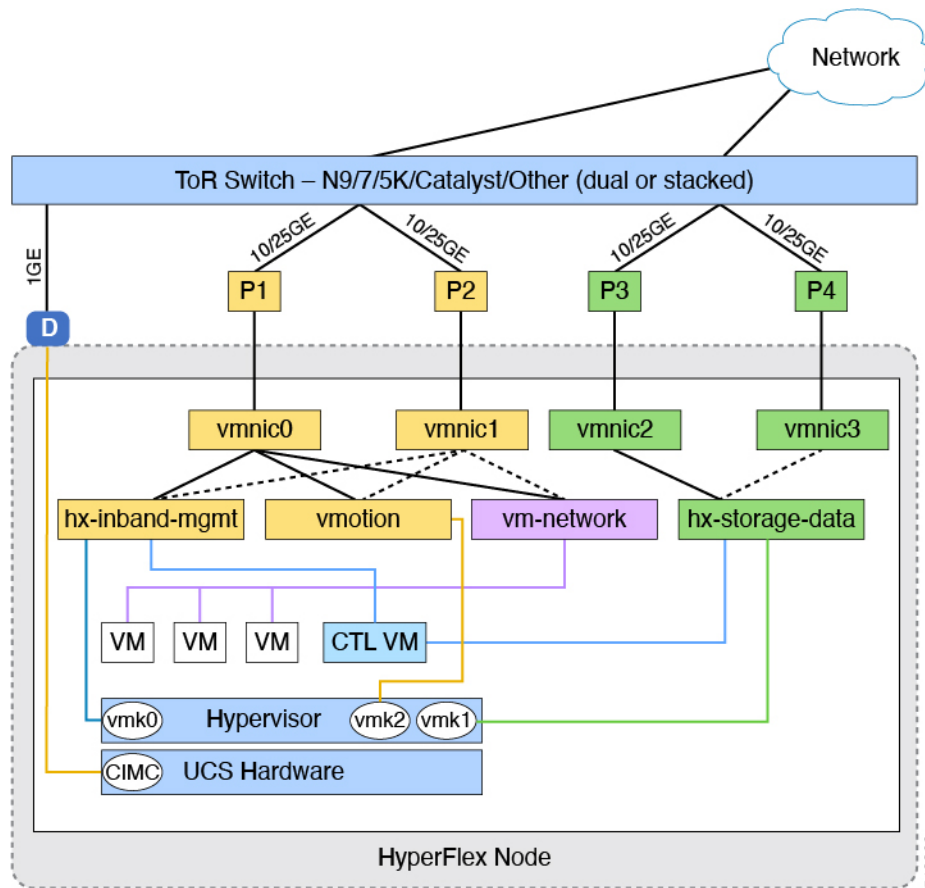 Network
ToR Switch – N9/7/5K/Catalyst/Other (dual or stacked)
1GE
10/25GE
10/25GE
10/25GE
10/25GE
P1
P2
P3
P4
D
vmnic0
vmnic1
vmnic2
vmnic3
hx-inband-mgmt
vmotion
vm-network
hx-storage-data
VM
VM
VM
CTL VM
vmk0
Hypervisor
vmk2
vmk1
CIMC
UCS Hardware
HyperFlex Node